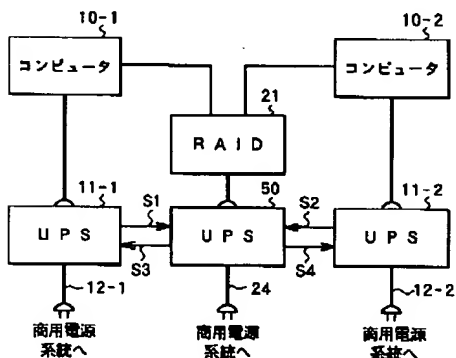 10-1
10-2
コンピュータ
コンピュータ
21
RAID
11-1
S1
50
S2
11-2
UPS
UPS
UPS
S3
S4
12-1
24
12-2
商用電源
系統へ
商用電源
系統へ
商用電源
系統へ